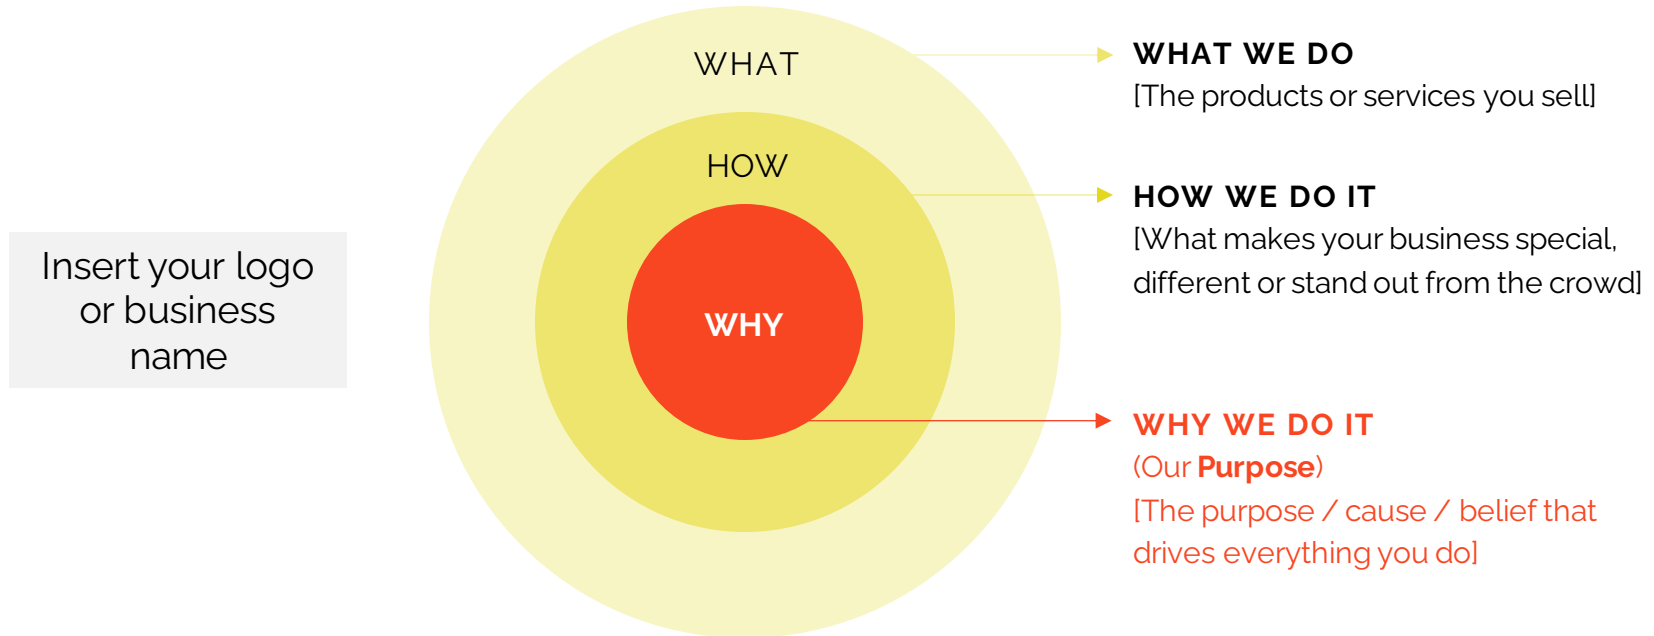 Insert your logo
or business
name
WHAT
HOW
WHY
WHAT WE DO
[The products or services you sell]
HOW WE DO IT
[What makes your business special,
different or stand out from the crowd]
WHY WE DO IT
(Our Purpose)
[The purpose / cause / belief that
drives everything you do]